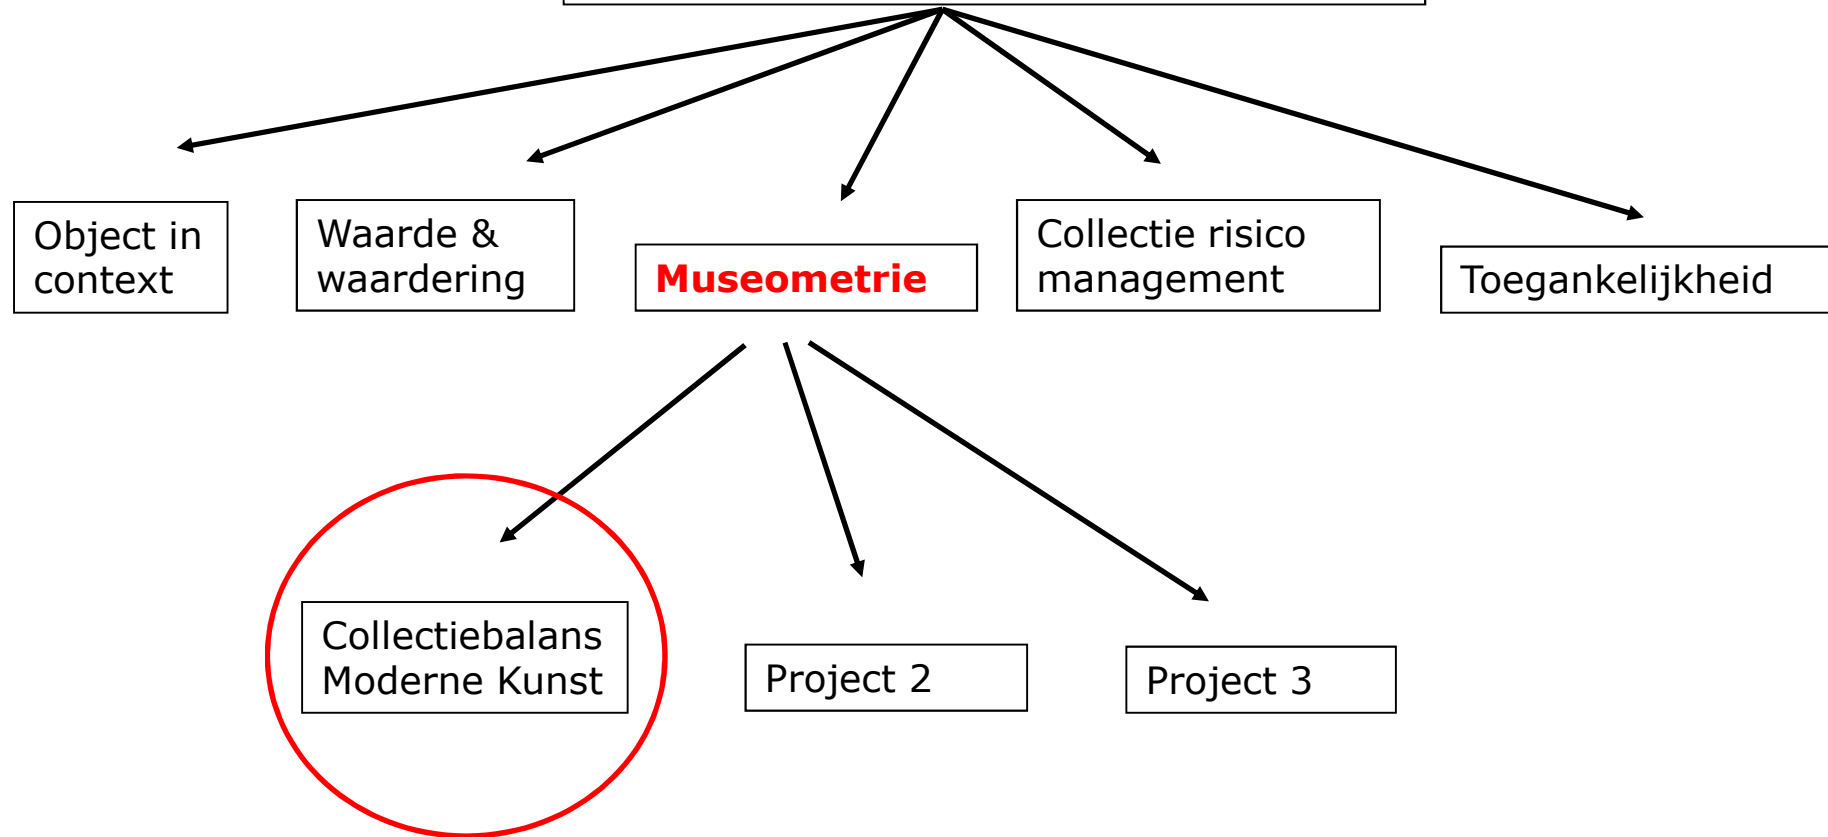 Object in
context
Waarde &
waardering
Museometrie
Collectie risico
management
Toegankelijkheid
Collectiebalans
Moderne Kunst
Project 2
Project 3